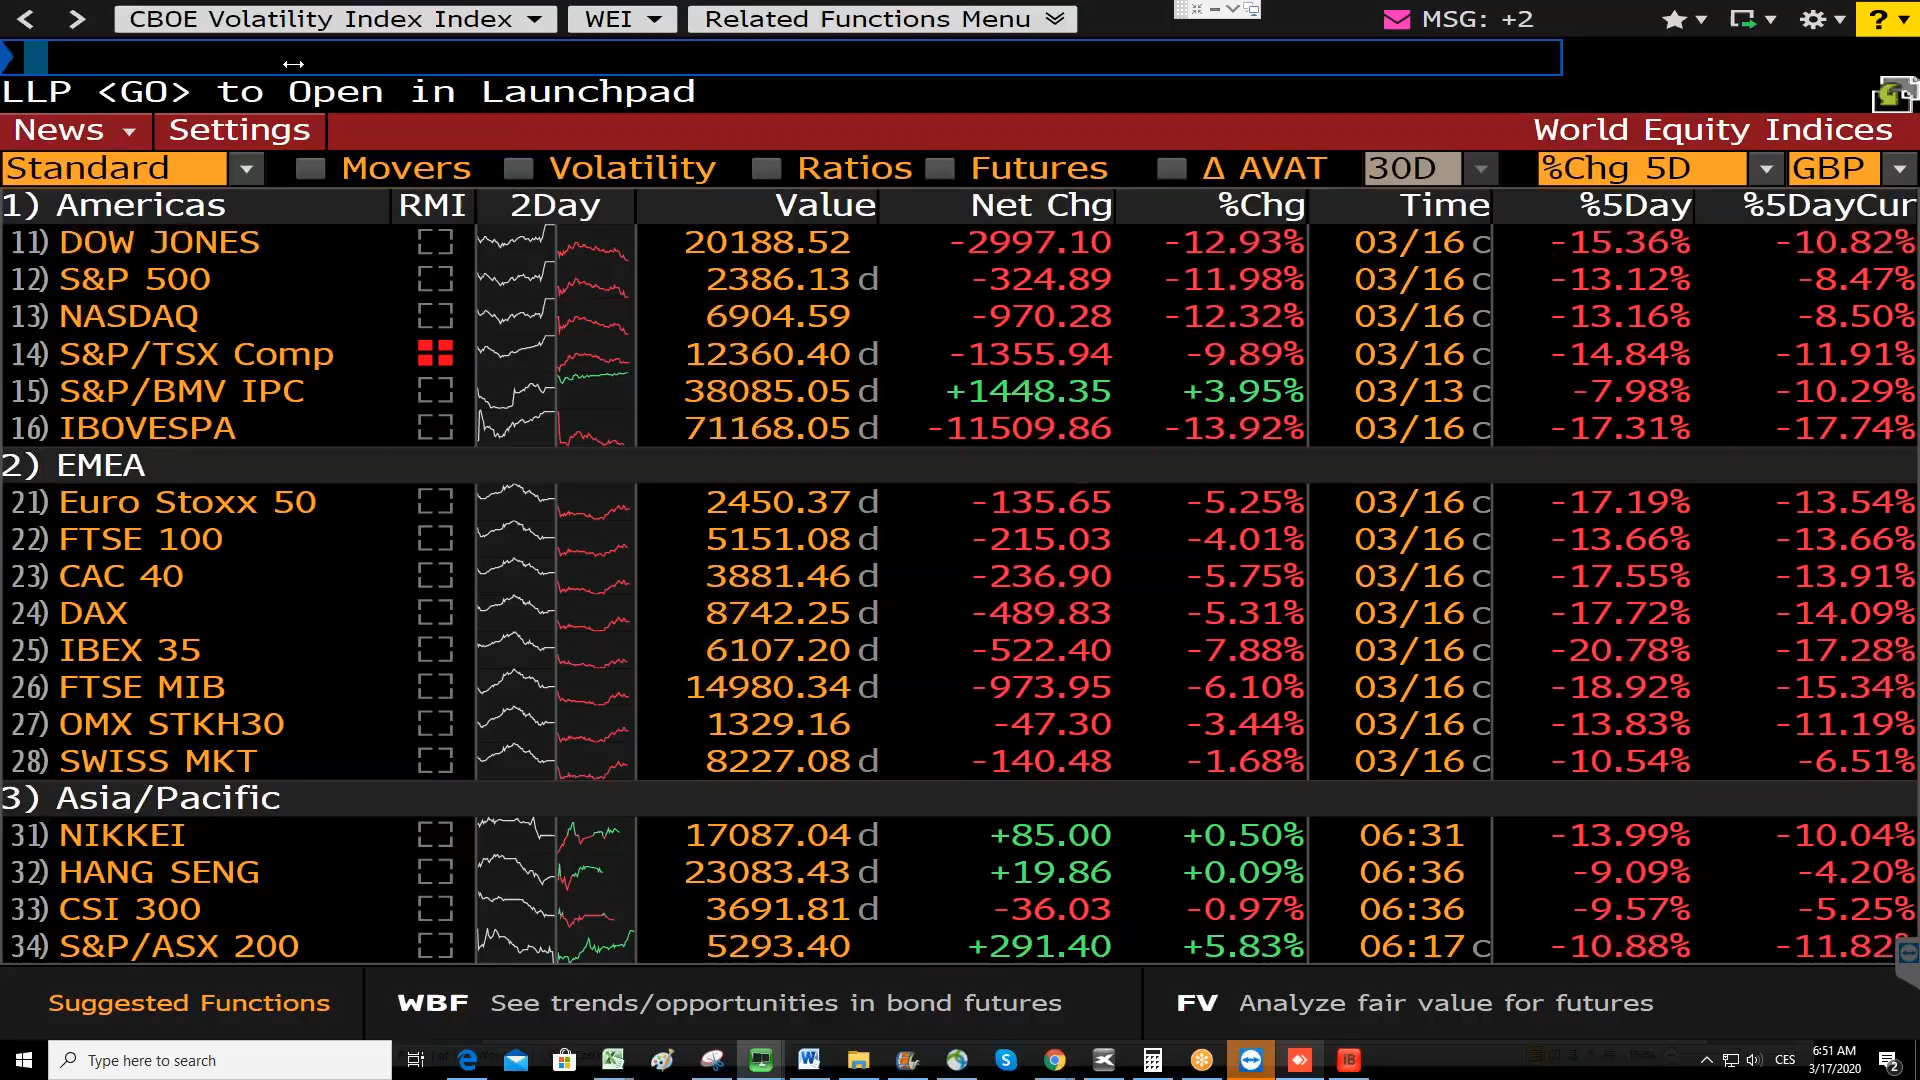 CBOE Volatility Index Index WEI Related Functions Menu MSG: +2 ?
LLP <GO> to Open in Launchpad
News Settings World Equity Indices
Standard Movers Volatility Ratios Futures Δ AVAT 30D %Chg 5D GBP
1) Americas RMI 2Day Value Net Chg %Chg Time %5Day %5DayCur
11) DOW JONES 20188.52 -2997.10 -12.93% 03/16 c -15.36% -10.82%
12) S&P 500 2386.13 d -324.89 -11.98% 03/16 c -13.12% -8.47%
13) NASDAQ 6904.59 -970.28 -12.32% 03/16 c -13.16% -8.50%
14) S&P/TSX Comp 12360.40 d -1355.94 -9.89% 03/16 c -14.84% -11.91%
15) S&P/BMV IPC 38085.05 d +1448.35 +3.95% 03/13 c -7.98% -10.29%
16) IBOVESPA 71168.05 d -11509.86 -13.92% 03/16 c -17.31% -17.74%
2) EMEA
21) Euro Stoxx 50 2450.37 d -135.65 -5.25% 03/16 c -17.19% -13.54%
22) FTSE 100 5151.08 d -215.03 -4.01% 03/16 c -13.66% -13.66%
23) CAC 40 3881.46 d -236.90 -5.75% 03/16 c -17.55% -13.91%
24) DAX 8742.25 d -489.83 -5.31% 03/16 c -17.72% -14.09%
25) IBEX 35 6107.20 d -522.40 -7.88% 03/16 c -20.78% -17.28%
26) FTSE MIB 14980.34 d -973.95 -6.10% 03/16 c -18.92% -15.34%
27) OMX STKH30 1329.16 -47.30 -3.44% 03/16 c -13.83% -11.19%
28) SWISS MKT 8227.08 d -140.48 -1.68% 03/16 c -10.54% -6.51%
3) Asia/Pacific
31) NIKKEI 17087.04 d +85.00 +0.50% 06:31 -13.99% -10.04%
32) HANG SENG 23083.43 d +19.86 +0.09% 06:36 -9.09% -4.20%
33) CSI 300 3691.81 d -36.03 -0.97% 06:36 -9.57% -5.25%
34) S&P/ASX 200 5293.40 +291.40 +5.83% 06:17 c -10.88% -11.82%
Suggested Functions WBF See trends/opportunities in bond futures FV Analyze fair value for futures
Type here to search IB CES 6:51 AM
3/17/2020 2